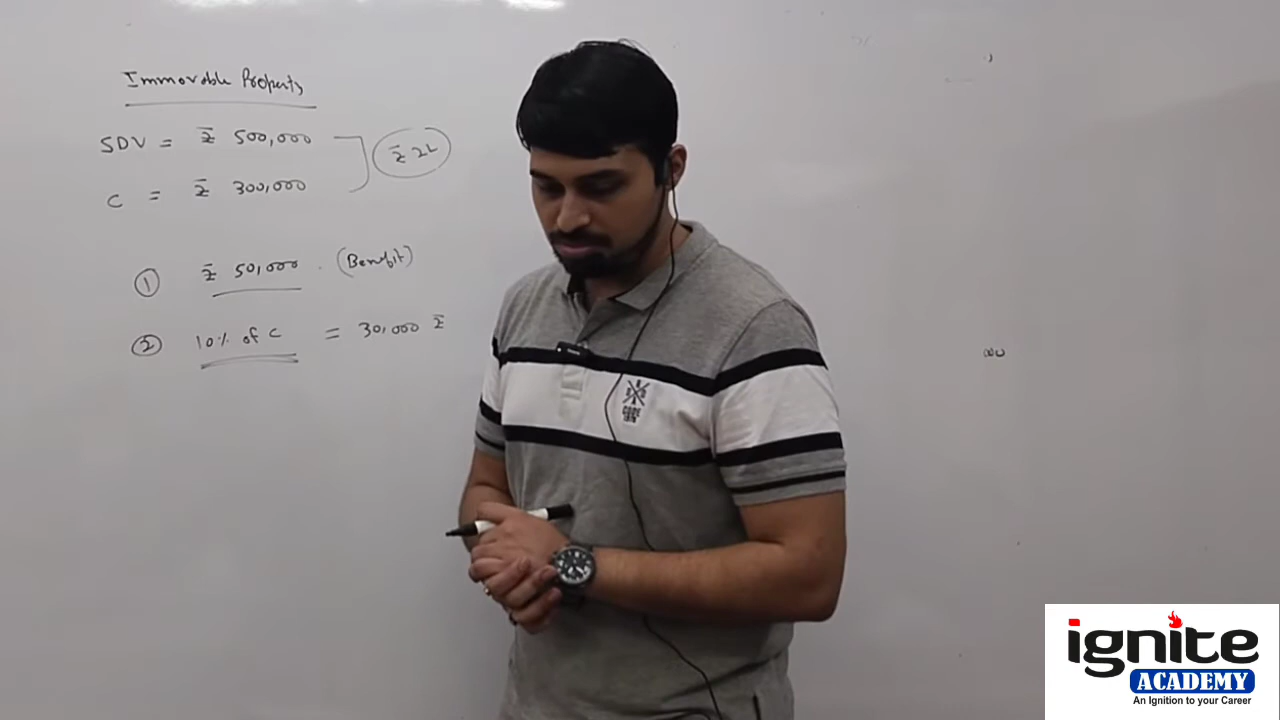 Immovable Property
SDV = ₹ 500,000
₹ 2L
C = ₹ 300,000
① ₹ 50,000 . (Benefit)
② 10% of C = 30,000 ₹
ignite
ACADEMY
An Ignition to your Career